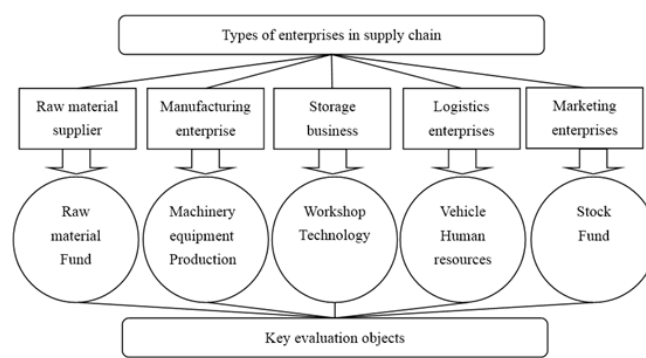 Types of enterprises in supply chain
Raw material
supplier
Manufacturing
enterprise
Storage
business
Logistics
enterprises
Marketing
enterprises
Raw
material
Fund
Machinery
equipment
Production
Workshop
Technology
Vehicle
Human
resources
Stock
Fund
Key evaluation objects